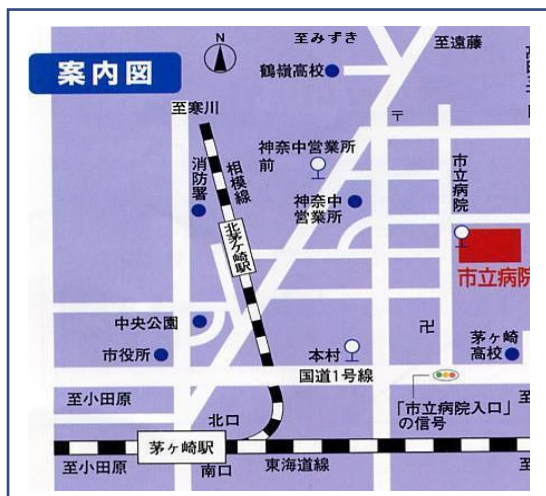 N
至みずき
至遠藤
案内図
鶴嶺高校
至寒川
〒
神奈中営業所
前
消防署
相模線
市立病院
神奈中
営業所
北茅ケ崎駅
市立病院
中央公園
卍
本村
茅ヶ崎
高校
市役所
国道1号線
至小田原
「市立病院入口」
の信号
北口
茅ヶ崎駅
至小田原
南口
東海道線